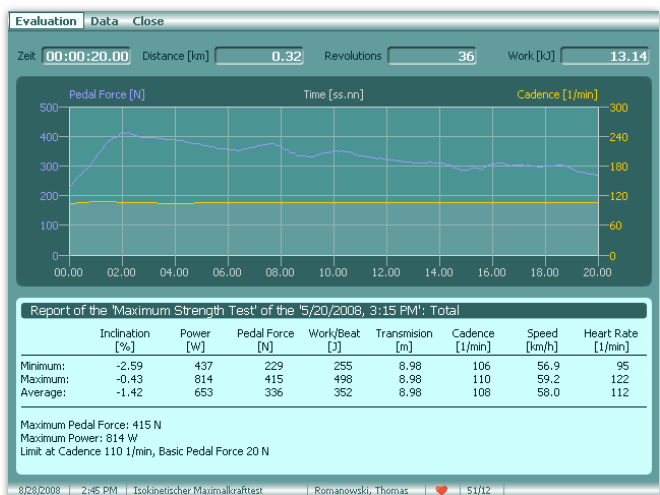 Evaluation Data Close
Zeit 00:00:20.00 Distance [km] 0.32 Revolutions 36 Work [kJ] 13.14
Pedal Force [N] Time [ss.nn] Cadence [1/min]
500 300
400 240
300 180
200 120
100 60
0 0
00.00 02.00 04.00 06.00 08.00 10.00 12.00 14.00 16.00 18.00 20.00
Report of the 'Maximum Strength Test' of the '5/20/2008, 3:15 PM': Total
Inclination Power Pedal Force Work/Beat Transmision Cadence Speed Heart Rate
[%] [W] [N] [J] [m] [1/min] [km/h] [1/min]
Minimum: -2.59 437 229 255 8.98 106 56.9 95
Maximum: -0.43 814 415 498 8.98 110 59.2 122
Average: -1.42 653 336 352 8.98 108 58.0 112
Maximum Pedal Force: 415 N
Maximum Power: 814 W
Limit at Cadence 110 1/min, Basic Pedal Force 20 N
8/28/2008 2:45 PM Isokinetischer Maximalkrafttest Romanowski, Thomas 51/12